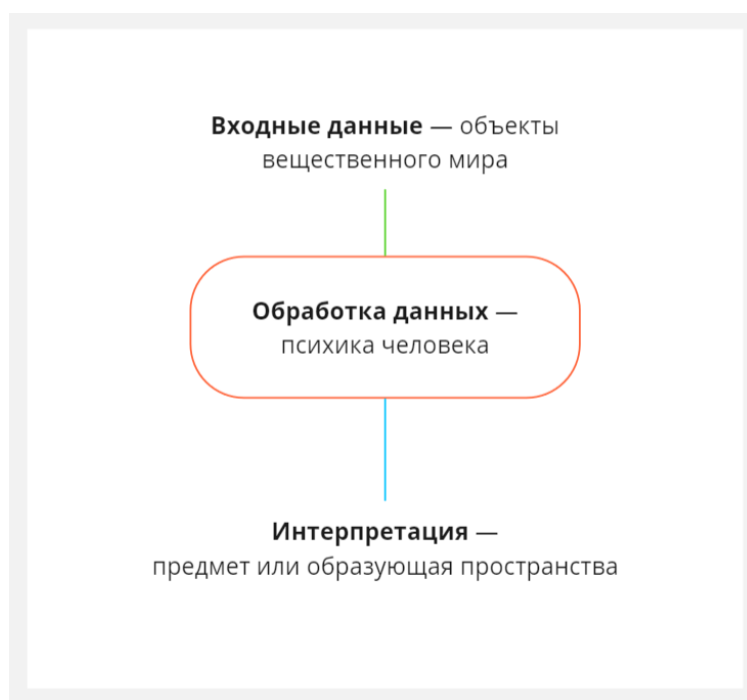 Входные данные — объекты
вещественного мира
Обработка данных —
психика человека
Интерпретация —
предмет или образующая пространства